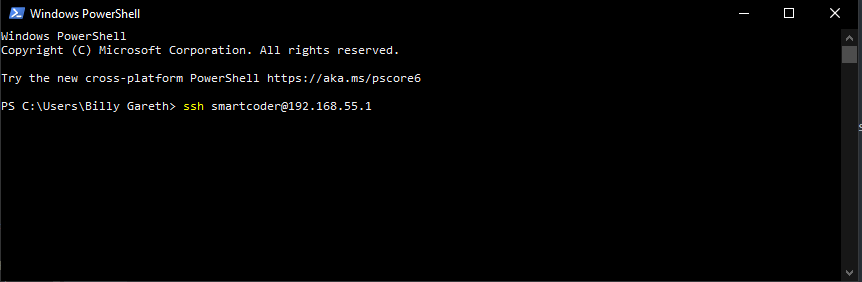 Windows PowerShell
Windows PowerShell
Copyright (C) Microsoft Corporation. All rights reserved.
Try the new cross-platform PowerShell https://aka.ms/pscore6
PS C:\Users\Billy Gareth> ssh smartcoder@192.168.55.1